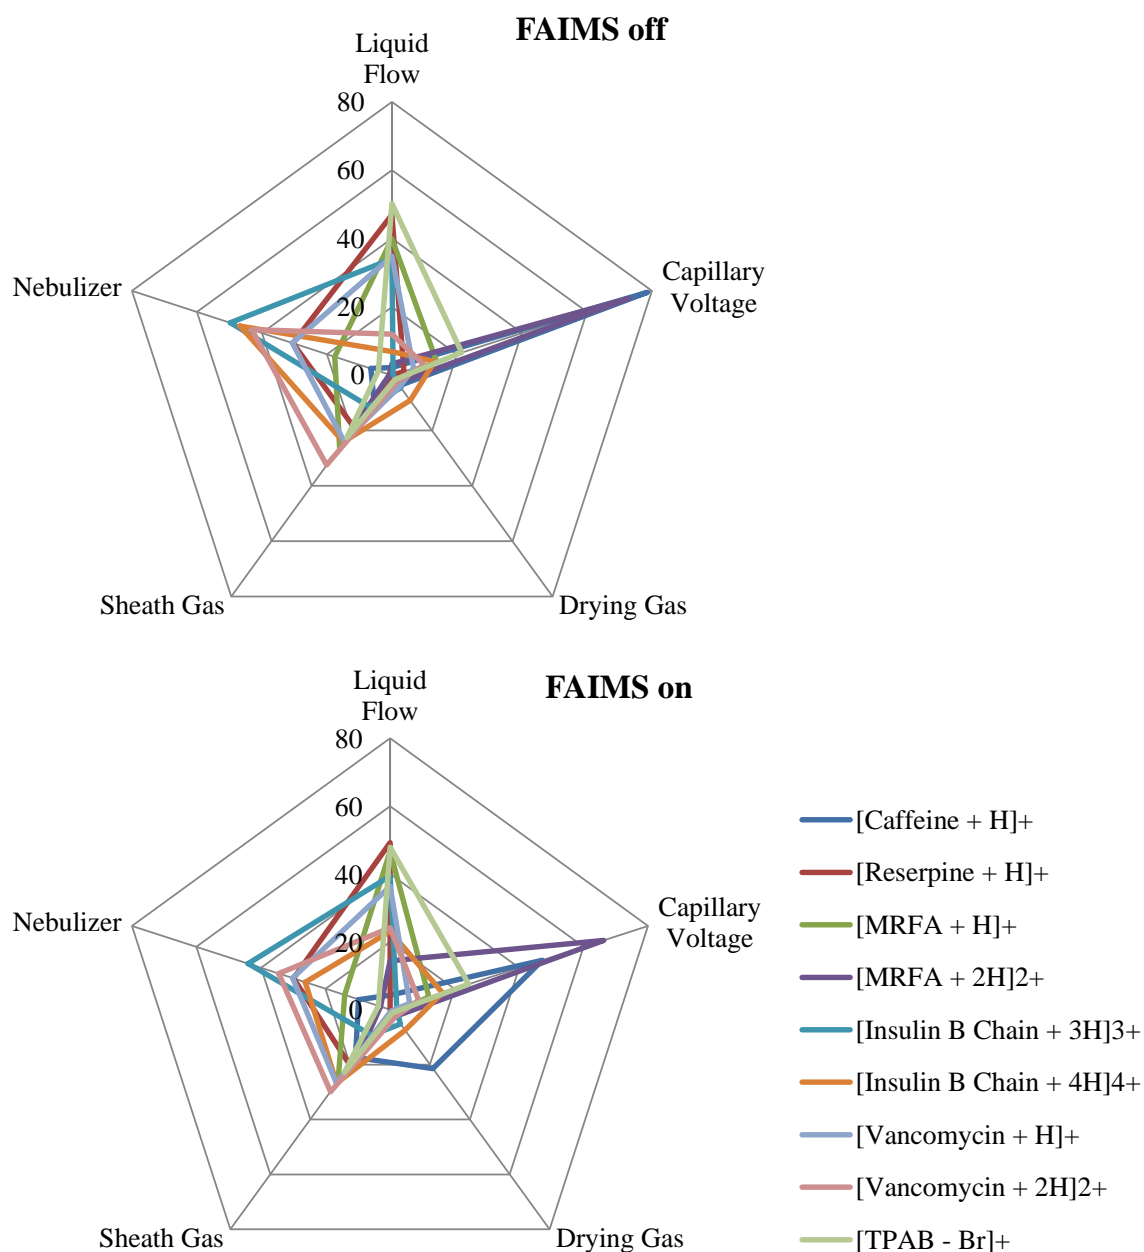 FAIMS off
Liquid
Flow
80
60
40
20
0
Capillary
Voltage
Nebulizer
Sheath Gas
Drying Gas
FAIMS on
Liquid
Flow
80
60
40
20
0
Capillary
Voltage
Nebulizer
Sheath Gas
Drying Gas
[Caffeine + H]+
[Reserpine + H]+
[MRFA + H]+
[MRFA + 2H]2+
[Insulin B Chain + 3H]3+
[Insulin B Chain + 4H]4+
[Vancomycin + H]+
[Vancomycin + 2H]2+
[TPAB - Br]+